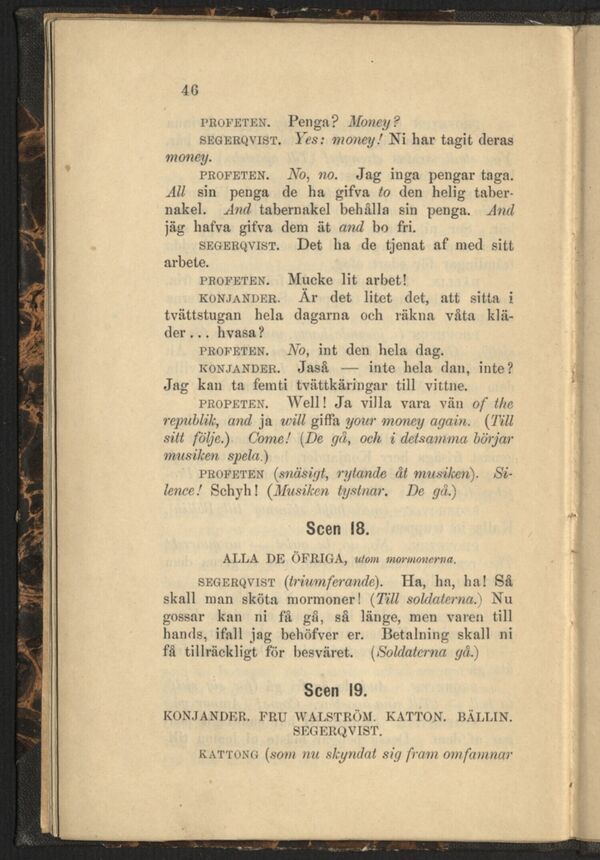 46
PROFETEN. Penga? Money?
SEGERQVIST. Yes: money! Ni har tagit deras
money.
PROFETEN. No, no. Jag inga pengar taga.
All sin penga de ha gifva to den helig taber-
nakel. And tabernakel behålla sin penga. And
jäg hafva gifva dem ät and bo fri.
SEGERQVIST. Det ha de tjenat af med sitt
arbete.
PROFETEN. Mucke lit arbet!
KONJANDER. Är det litet det, att sitta i
tvättstugan hela dagarna och räkna våta klä-
der... hvasa?
PROFETEN. No, int den hela dag.
KONJANDER. Jaså — inte hela dan, inte?
Jag kan ta femti tvättkäringar till vittne.
PROPETEN. Well! Ja villa vara vän of the
republik, and ja will giffa your money again. (Till
sitt följe.) Come! (De gå, och i detsamma börjar
musiken spela.)
PROFETEN (snäsigt, rytande åt musiken). Si-
lence! Schyh! (Musiken tystnar. De gå.)
Scen 18.
ALLA DE ÖFRIGA, utom mormonerna.
SEGERQVIST (triumferande). Ha, ha, ha! Så
skall man sköta mormoner! (Till soldaterna.) Nu
gossar kan ni få gå, så länge, men varen till
hands, ifall jag behöfver er. Betalning skall ni
få tillräckligt för besväret. (Soldaterna gå.)
Scen 19.
KONJANDER. FRU WALSTRÖM. KATTON. BÄLLIN.
SEGERQVIST.
KATTONG (som nu skyndat sig fram omfamnar